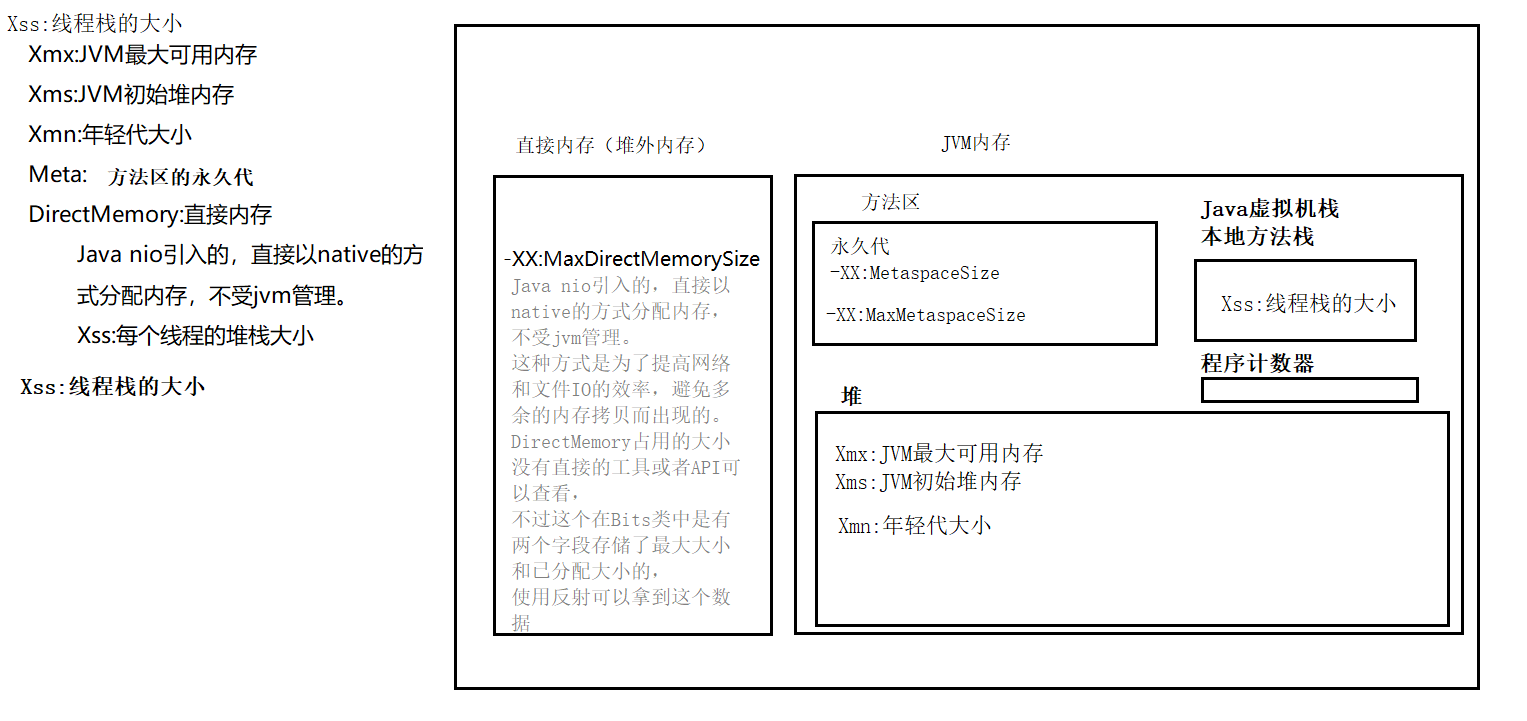 Xss:线程栈的大小
Xmx:JVM最大可用内存
Xms:JVM初始堆内存
Xmn:年轻代大小
Meta: 方法区的永久代
DirectMemory:直接内存
Java nio引入的，直接以native的方
式分配内存，不受jvm管理。
Xss:每个线程的堆栈大小
Xss:线程栈的大小
直接内存（堆外内存）
-XX:MaxDirectMemorySize
Java nio引入的，直接以
native的方式分配内存，
不受jvm管理。
这种方式是为了提高网络
和文件IO的效率，避免多
余的内存拷贝而出现的。
DirectMemory占用的大小
没有直接的工具或者API可
以查看，
不过这个在Bits类中是有
两个字段存储了最大大小
和已分配大小的，
使用反射可以拿到这个数
据
JVM内存
方法区
永久代
-XX:MetaspaceSize
-XX:MaxMetaspaceSize
Java虚拟机栈
本地方法栈
Xss:线程栈的大小
程序计数器
堆
Xmx:JVM最大可用内存
Xms:JVM初始堆内存
Xmn:年轻代大小